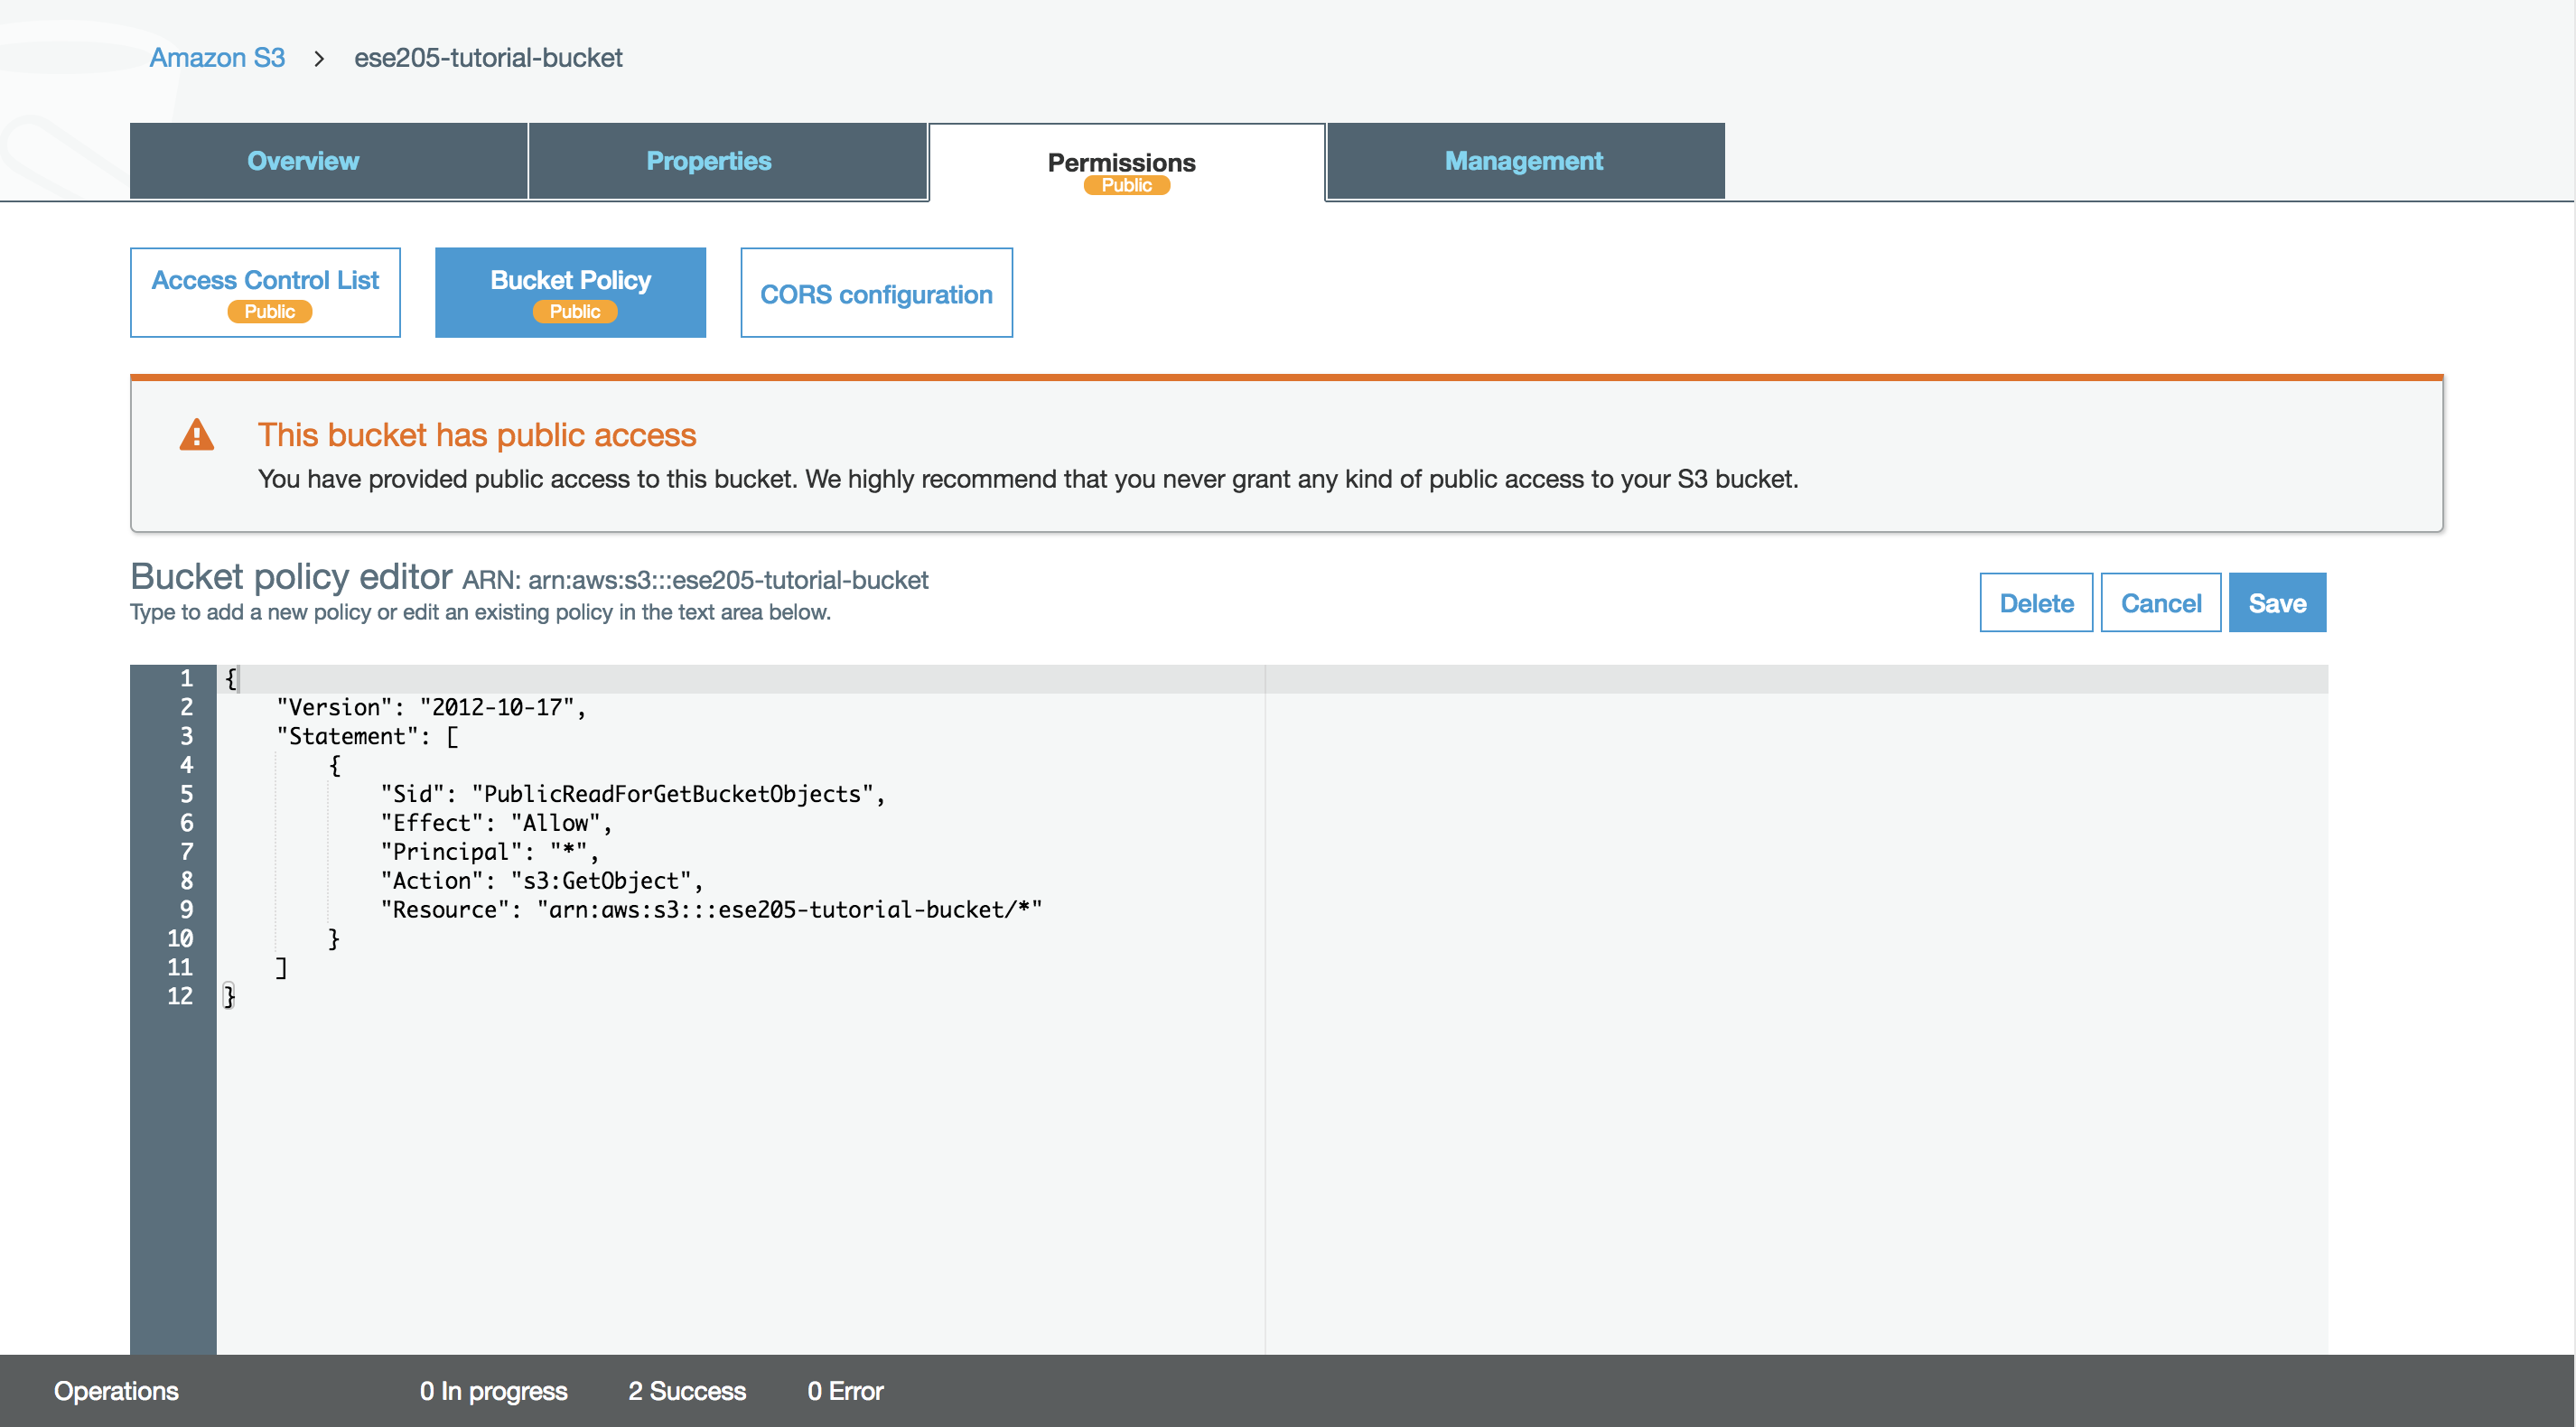 Amazon S3 > ese205-tutorial-bucket
Overview
Properties
Permissions
Public
Management
Access Control List
Public
Bucket Policy
Public
CORS configuration
This bucket has public access
You have provided public access to this bucket. We highly recommend that you never grant any kind of public access to your S3 bucket.
Bucket policy editor ARN: arn:aws:s3:::ese205-tutorial-bucket
Type to add a new policy or edit an existing policy in the text area below.
Delete Cancel Save
1 {
2     "Version": "2012-10-17",
3     "Statement": [
4         {
5             "Sid": "PublicReadForGetBucketObjects",
6             "Effect": "Allow",
7             "Principal": "*",
8             "Action": "s3:GetObject",
9             "Resource": "arn:aws:s3:::ese205-tutorial-bucket/*"
10         }
11     ]
12 }
Operations 0 In progress 2 Success 0 Error